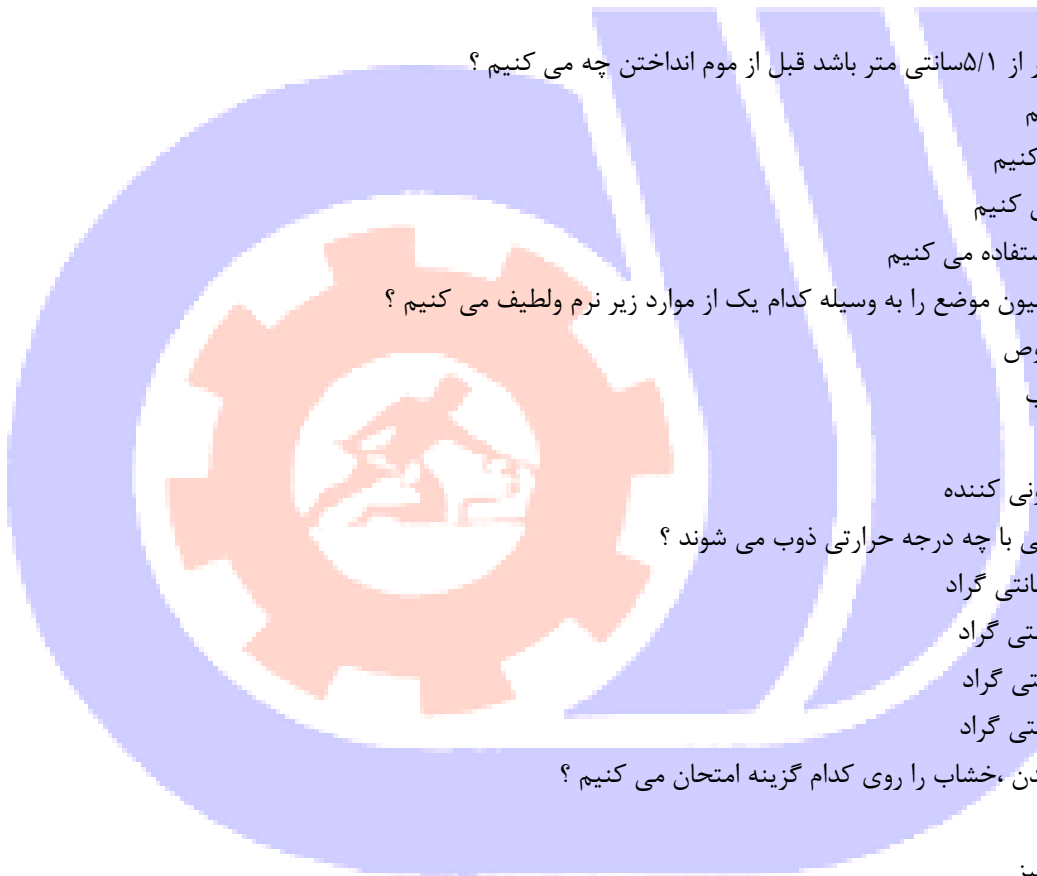 ر از ۵/۱سانتی متر باشد قبل از موم انداختن چه می کنیم ؟
م
کنیم
ی کنیم
ستفاده می کنیم
یون موضع را به وسیله کدام یک از موارد زیر نرم ولطیف می کنیم ؟
وص
ب
ونی کننده
ی با چه درجه حرارتی ذوب می شوند ؟
انتی گراد
تی گراد
تی گراد
تی گراد
دن ،خشاب را روی کدام گزینه امتحان می کنیم ؟
یز